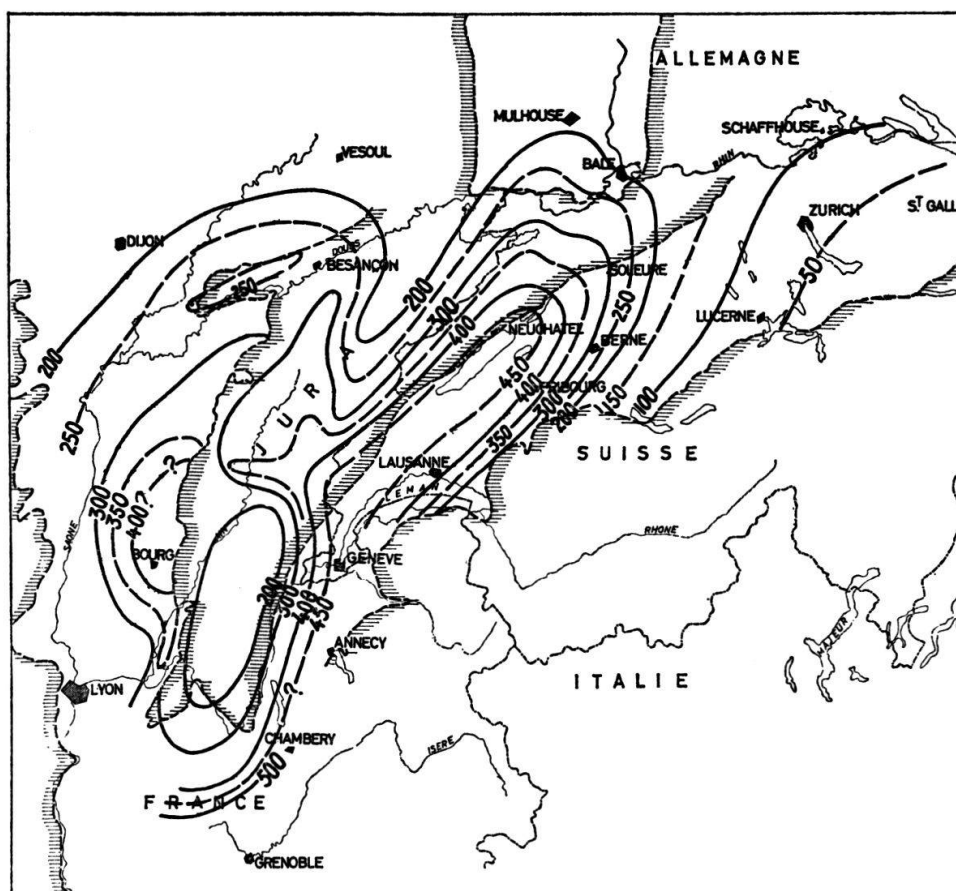 ALLEMAGNE
MULHOUSE
SCHAFFHOUSE
VESOUL
BALE
RHIN
ZURICH
S.T GALL
DIJON
DOUBS
BESANÇON
SOLEURE
50
250
200
200
300
400
250
LUCERNE
NEUCHATEL
BERNE
JURA
200
250
450
400
FRIBOURG
300
200
150
100
350
SUISSE
?
LAUSANNE
LEMAN
300
350
400?
SAONE
RHONE
BOURG
GENEVE
200
300
400
450
ANNECY
MAJEUR
?
LYON
ITALIE
CHAMBERY
ISERE
500
FRANCE
GRENOBLE